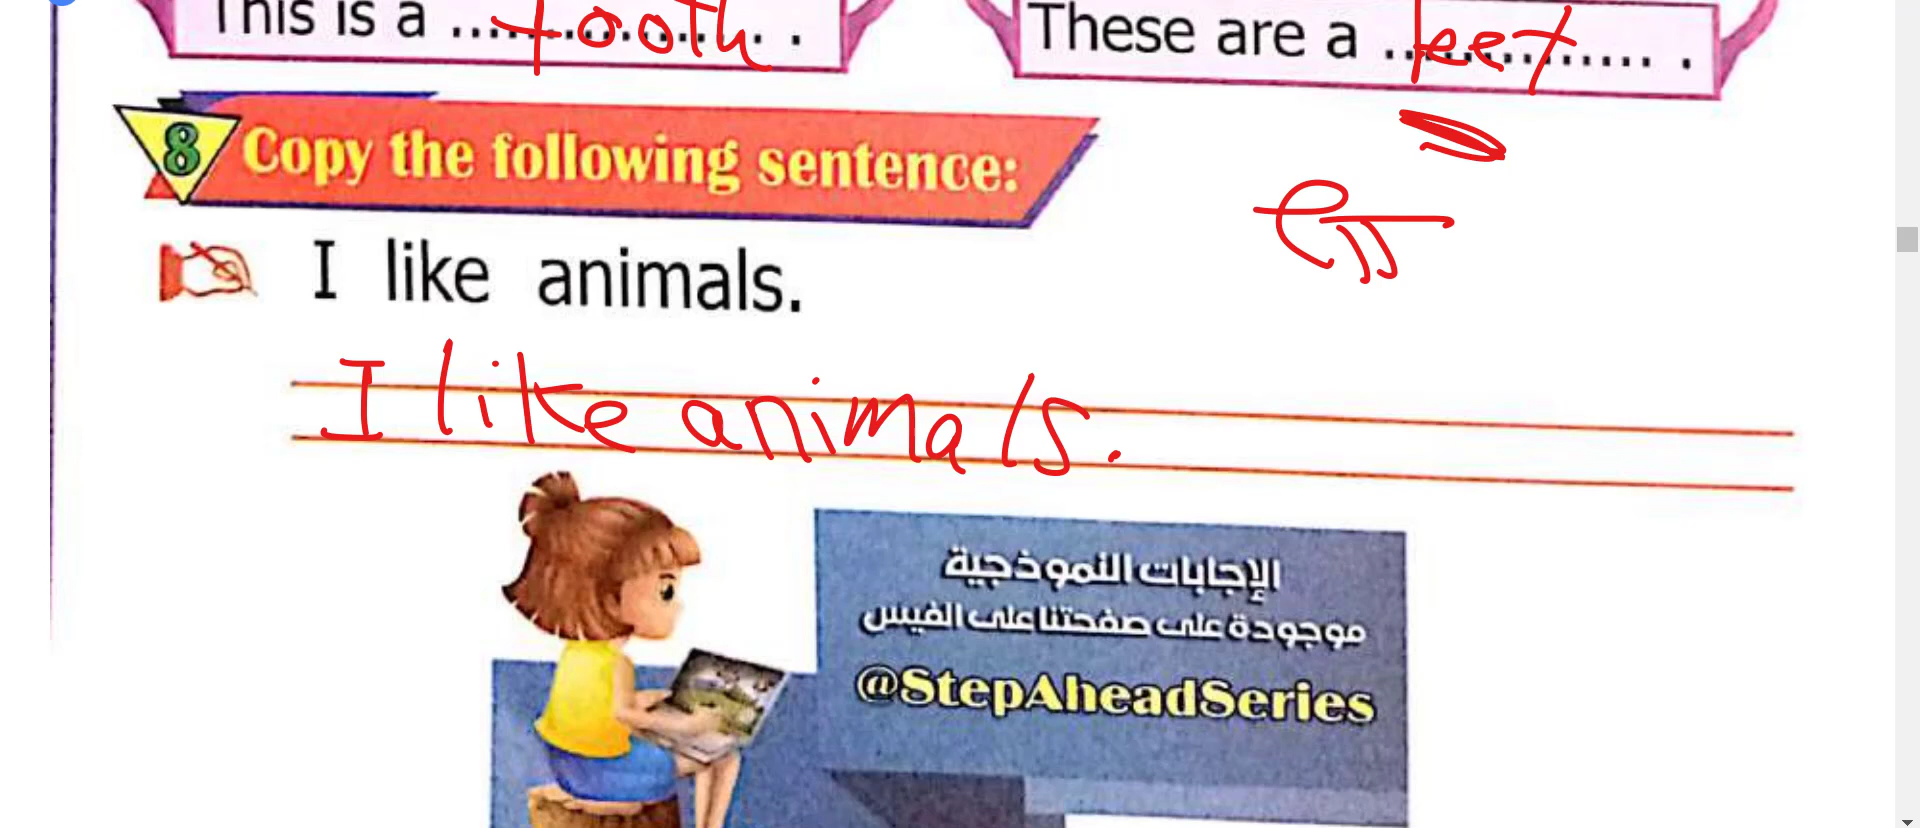 This is a ........ tooth ........ .
These are a ........ feet ........ .
8 Copy the following sentence:
I like animals.
I like animals.
الإجابات النموذجية
موجودة على صفحتنا على الفيس
@StepAheadSeries